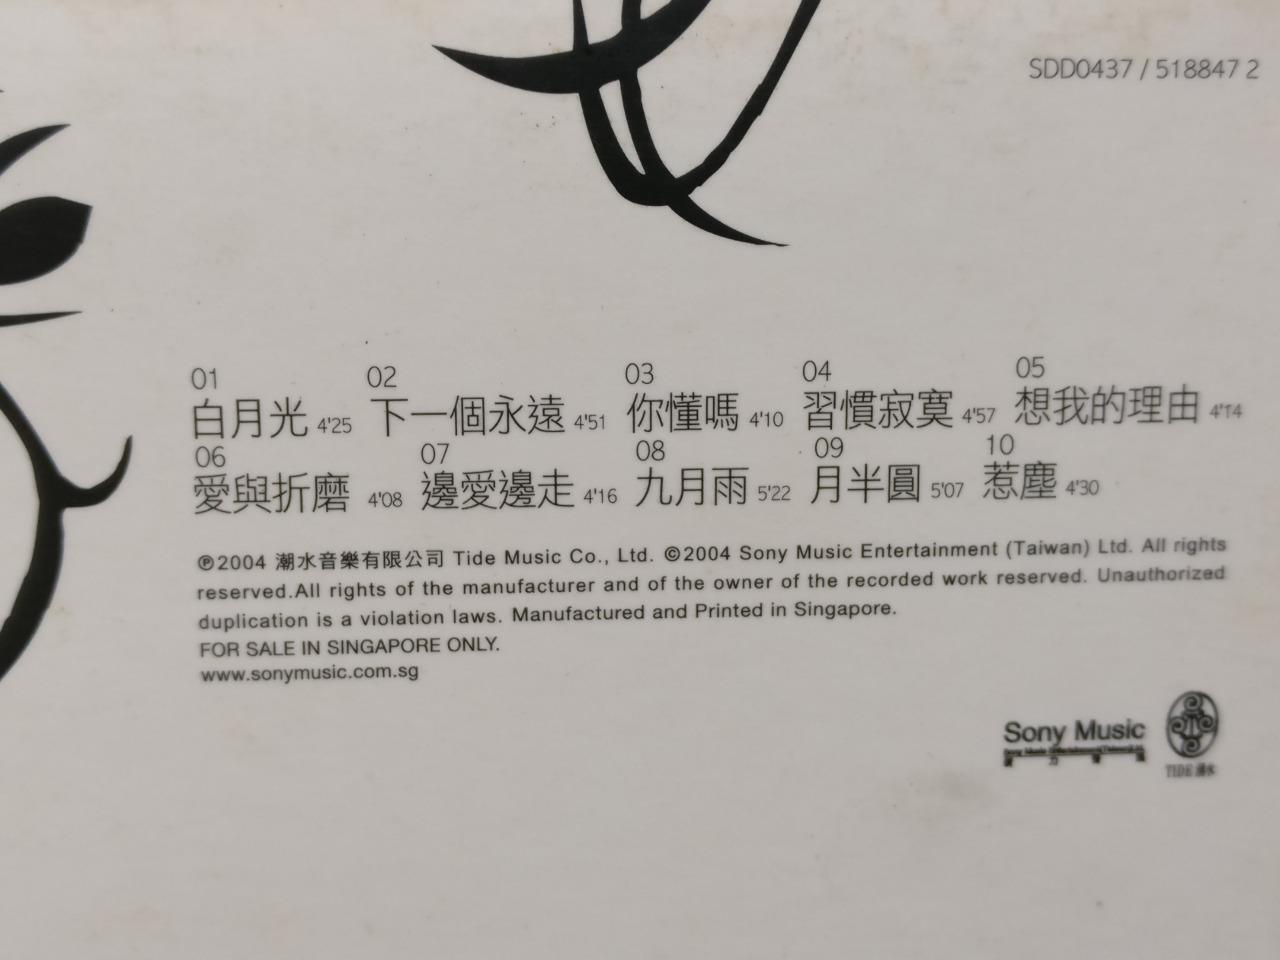 SDD0437 / 518847 2
01 02 03 04 05
白月光 4'25 下一個永遠 4'51 你懂嗎 4'10 習慣寂寞 4'57 想我的理由 4'14
06 07 08 09 10
愛與折磨 4'08 邊愛邊走 4'16 九月雨 5'22 月半圓 5'07 惹塵 4'30
℗2004 潮水音樂有限公司 Tide Music Co., Ltd. ©2004 Sony Music Entertainment (Taiwan) Ltd. All rights
reserved.All rights of the manufacturer and of the owner of the recorded work reserved. Unauthorized
duplication is a violation laws. Manufactured and Printed in Singapore.
FOR SALE IN SINGAPORE ONLY.
www.sonymusic.com.sg
Sony Music
TIDE 潮水